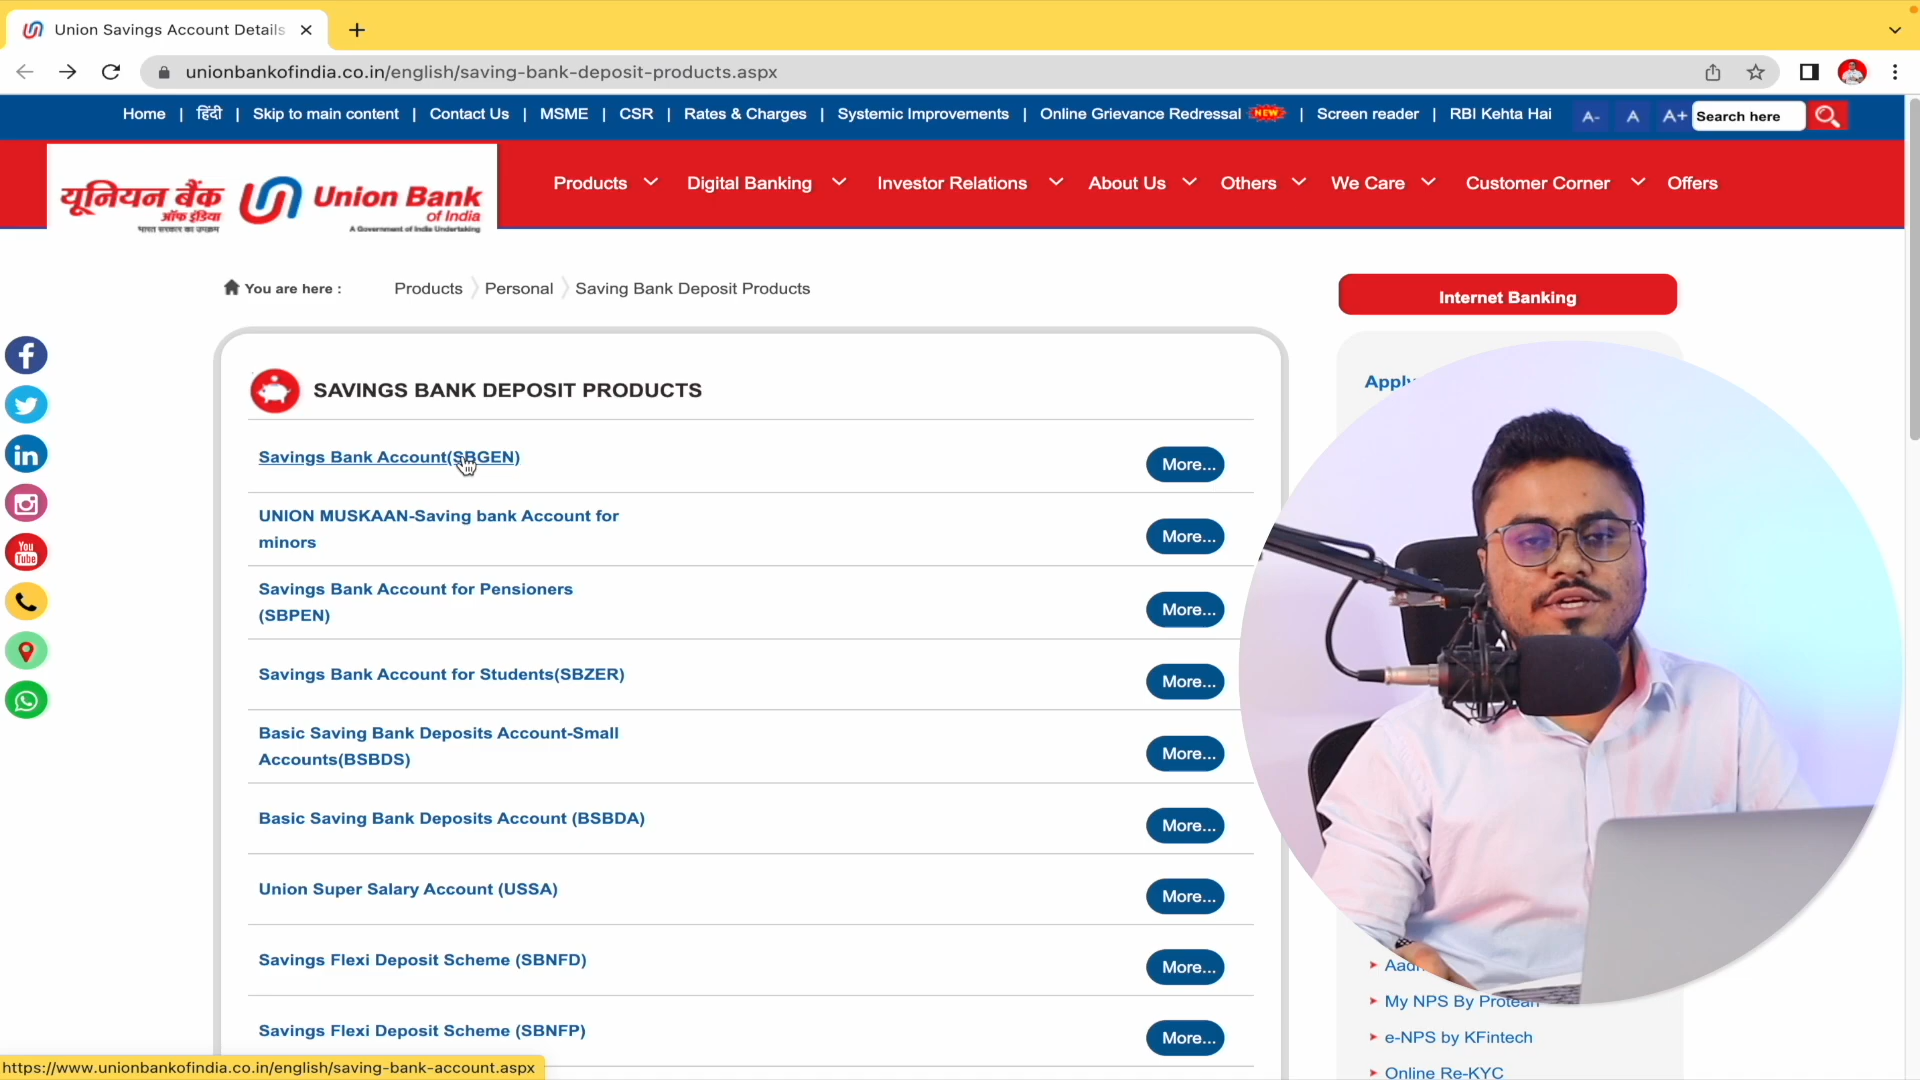 Union Savings Account Details
unionbankofindia.co.in/english/saving-bank-deposit-products.aspx
Home | हिंदी | Skip to main content | Contact Us | MSME | CSR | Rates & Charges | Systemic Improvements | Online Grievance Redressal NEW | Screen reader | RBI Kehta Hai A- A A+ Search here
Products Digital Banking Investor Relations About Us Others We Care Customer Corner Offers
यूनियन बैंक Union Bank
ऑफ इंडिया of India
भारत सरकार का उपक्रम A Government of India Undertaking
You are here : Products Personal Saving Bank Deposit Products
Internet Banking
SAVINGS BANK DEPOSIT PRODUCTS
Apply
Savings Bank Account(SBGEN) More...
UNION MUSKAAN-Saving bank Account for
minors
More...
Savings Bank Account for Pensioners
(SBPEN)
More...
Savings Bank Account for Students(SBZER) More...
Basic Saving Bank Deposits Account-Small
Accounts(BSBDS)
More...
Basic Saving Bank Deposits Account (BSBDA) More...
Union Super Salary Account (USSA) More...
Savings Flexi Deposit Scheme (SBNFD) More...
Savings Flexi Deposit Scheme (SBNFP) More...
You
Tube
My NPS By Protean
e-NPS by KFintech
Online Re-KYC
https://www.unionbankofindia.co.in/english/saving-bank-account.aspx